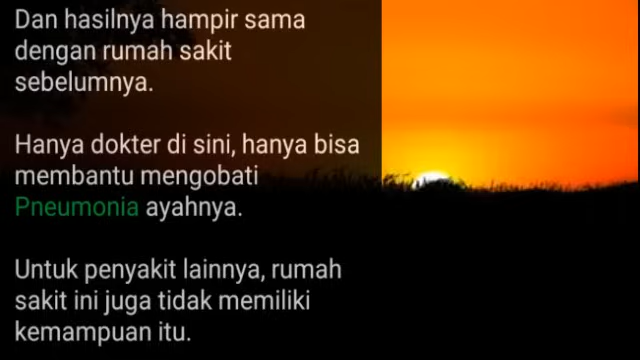 Dan hasilnya hampir sama
dengan rumah sakit
sebelumnya.
Hanya dokter di sini, hanya bisa
membantu mengobati
Pneumonia ayahnya.
Untuk penyakit lainnya, rumah
sakit ini juga tidak memiliki
kemampuan itu.